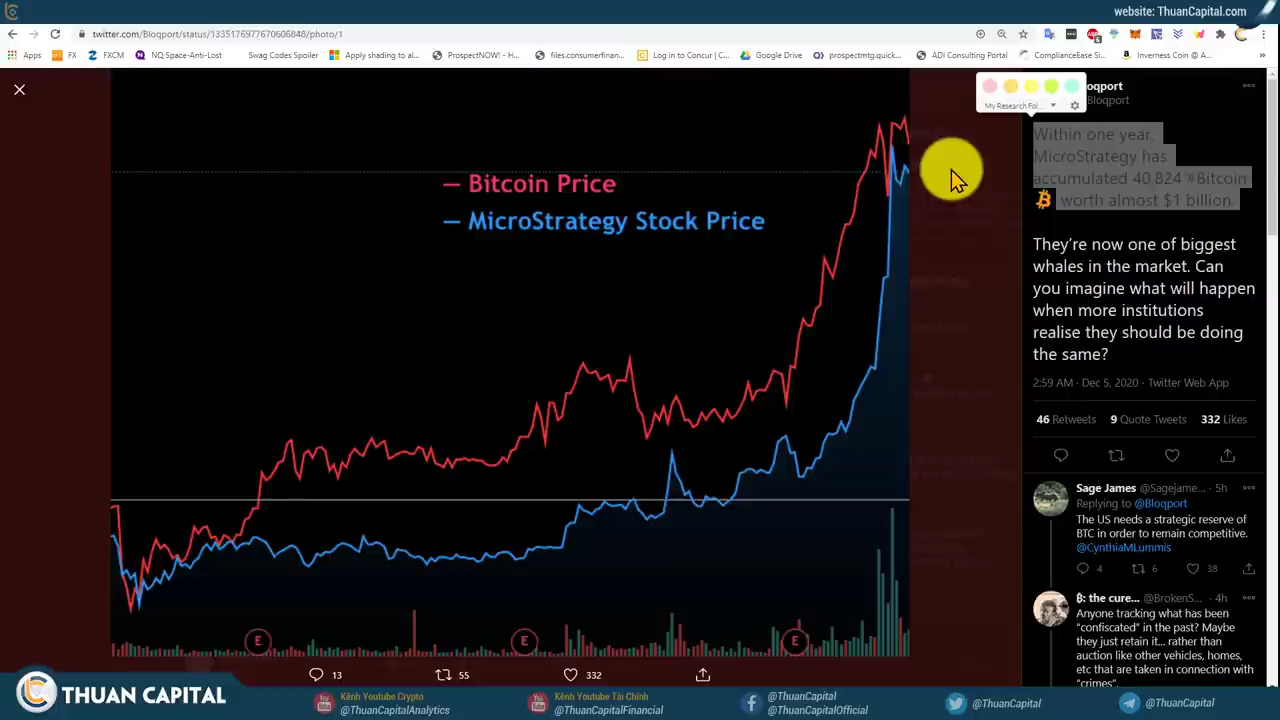 website: ThuanCapital.com
twitter.com/Bloqport/status/1335176977670606848/photo/1
Apps FX FXCM NQ Space-Anti-Lost Swag Codes Spoiler Apply shading to al... ProspectNOW! - H... files.consumerfinan... Log in to Concur | C... Google Drive prospectmtg.quick... ADI Consulting Portal ComplianceEase Si... Inverness Coin @ A...
My Research Fol...
oqport
Bloqport
Within one year,
MicroStrategy has
accumulated 40,824 #Bitcoin
worth almost $1 billion.
They're now one of biggest
whales in the market. Can
you imagine what will happen
when more institutions
realise they should be doing
the same?
2:59 AM · Dec 5, 2020 · Twitter Web App
46 Retweets 9 Quote Tweets 332 Likes
Sage James @Sagejame... · 5h
Replying to @Bloqport
The US needs a strategic reserve of
BTC in order to remain competitive.
@CynthiaMLummis
4 6 38
₿: the cure... @BrokenS... · 4h
Anyone tracking what has been
"confiscated" in the past? Maybe
they just retain it... rather than
auction like other vehicles, homes,
etc that are taken in connection with
"crimes".
Bitcoin Price
MicroStrategy Stock Price
E E E
13 55 332
THUAN CAPITAL
Kênh Youtube Crypto
@ThuanCapitalAnalytics
Kênh Youtube Tài Chính
@ThuanCapitalFinancial
@ThuanCapital
@ThuanCapitalOfficial
@ThuanCapital
@ThuanCapital